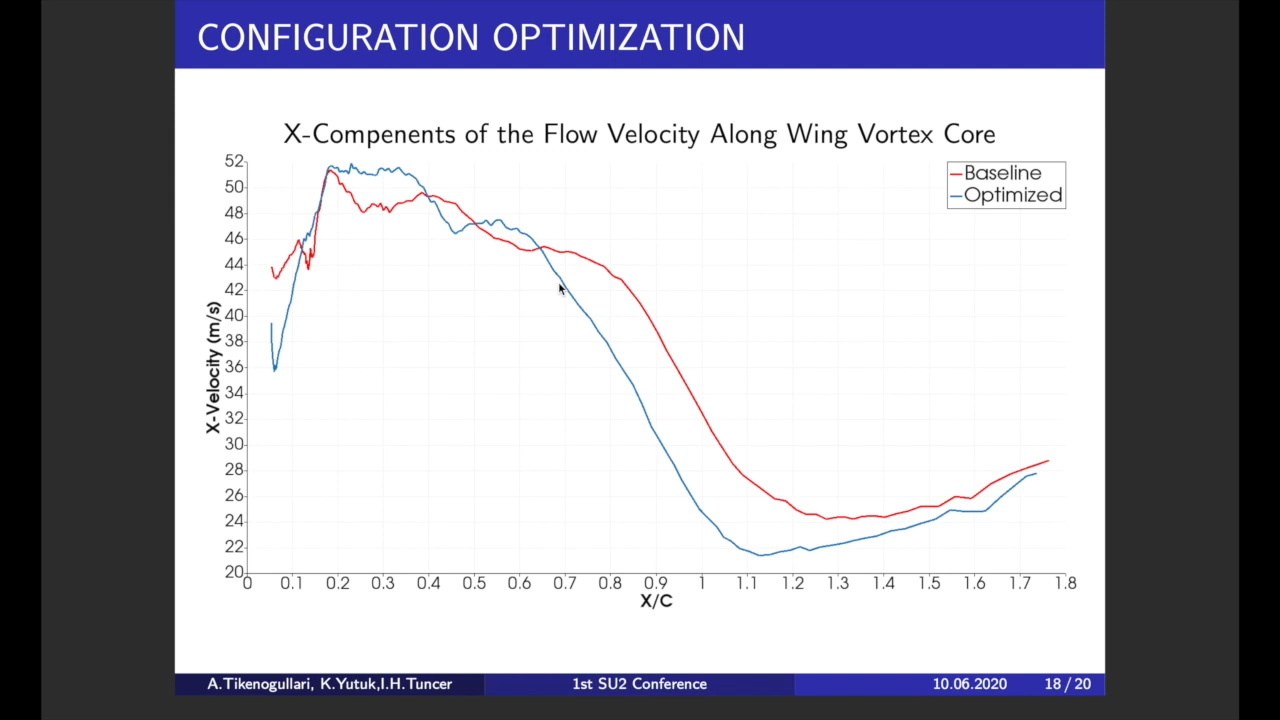 CONFIGURATION OPTIMIZATION
X-Compenents of the Flow Velocity Along Wing Vortex Core
Baseline
Optimized
52
50
48
46
44
42
40
38
36
34
32
30
28
26
24
22
20
X-Velocity (m/s)
0 0.1 0.2 0.3 0.4 0.5 0.6 0.7 0.8 0.9 1 1.1 1.2 1.3 1.4 1.5 1.6 1.7 1.8
X/C
A.Tikenogullari, K.Yutuk,I.H.Tuncer 1st SU2 Conference 10.06.2020 18 / 20